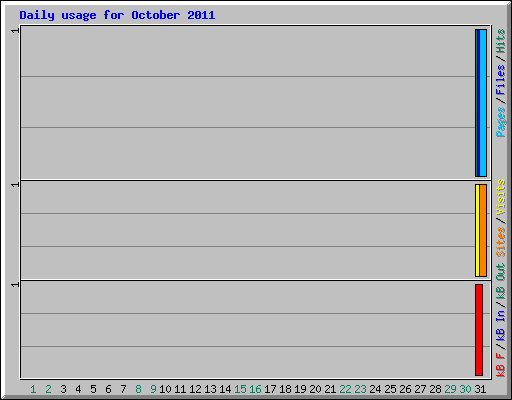 Daily usage for October 2011
1
Pages / Files / Hits
1
Sites / Visits
1
kB F / kB In / kB Out
1 2 3 4 5 6 7 8 9 10 11 12 13 14 15 16 17 18 19 20 21 22 23 24 25 26 27 28 29 30 31